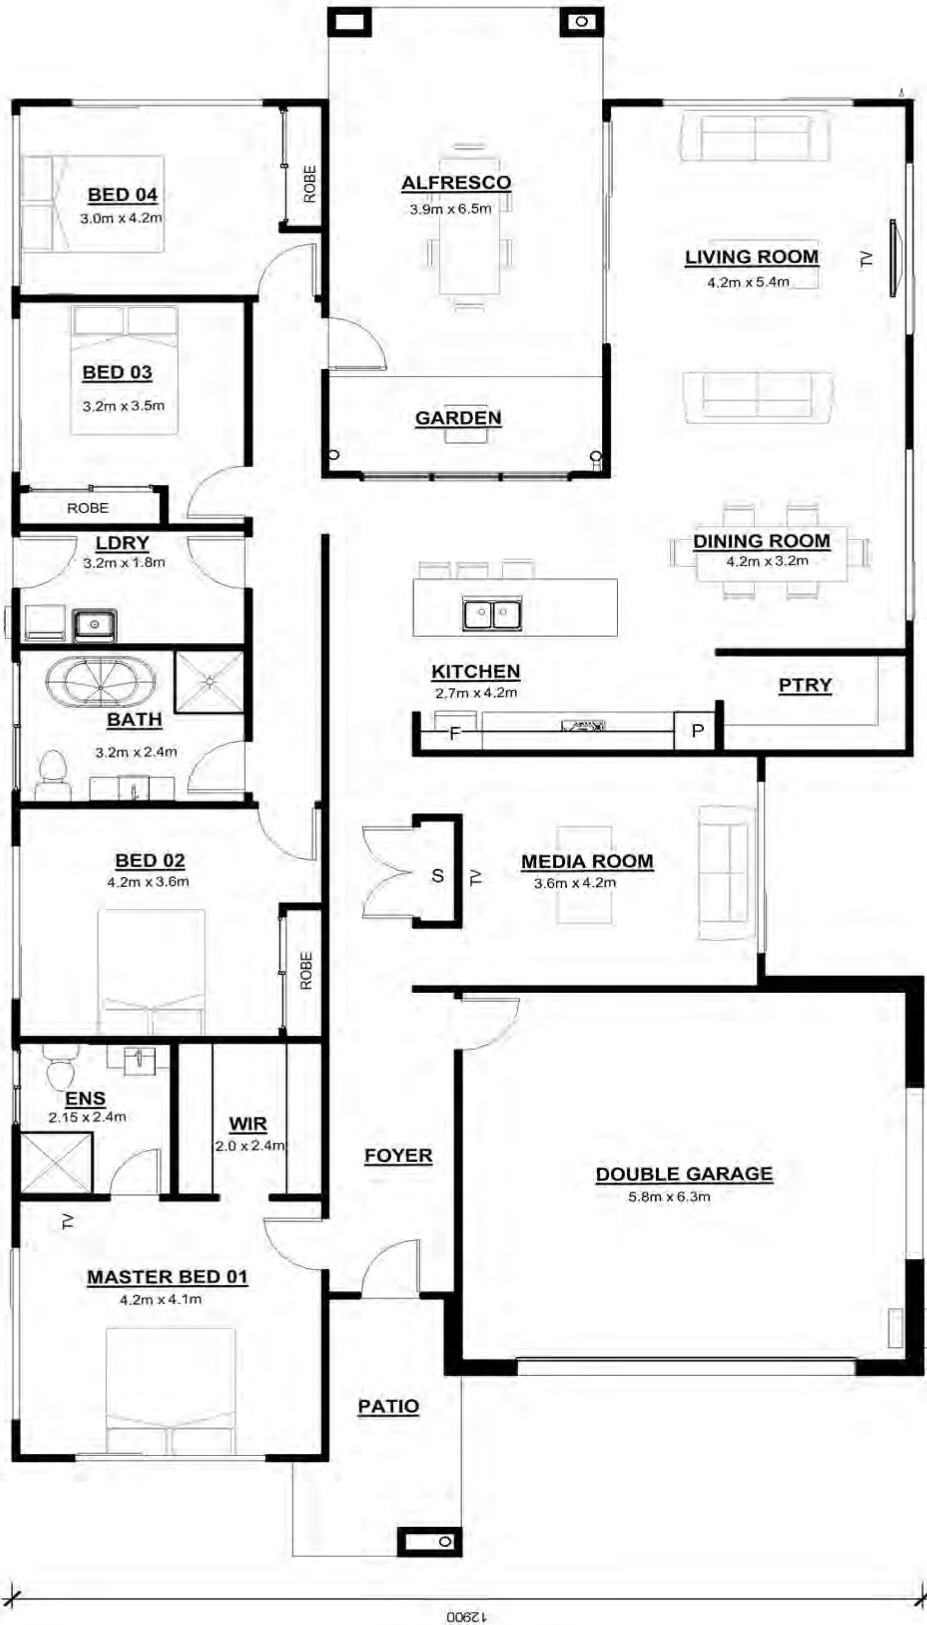 BED 04
3.0m x 4.2m
ROBE
ALFRESCO
3.9m x 6.5m
LIVING ROOM
4.2m x 5.4m
TV
BED 03
3.2m x 3.5m
ROBE
GARDEN
LDRY
3.2m x 1.8m
DINING ROOM
4.2m x 3.2m
KITCHEN
2.7m x 4.2m
PTRY
BATH
3.2m x 2.4m
F
P
BED 02
4.2m x 3.6m
S
TV
MEDIA ROOM
3.6m x 4.2m
ROBE
ENS
2.15 x 2.4m
WIR
2.0 x 2.4m
FOYER
DOUBLE GARAGE
5.8m x 6.3m
TV
MASTER BED 01
4.2m x 4.1m
PATIO
12900